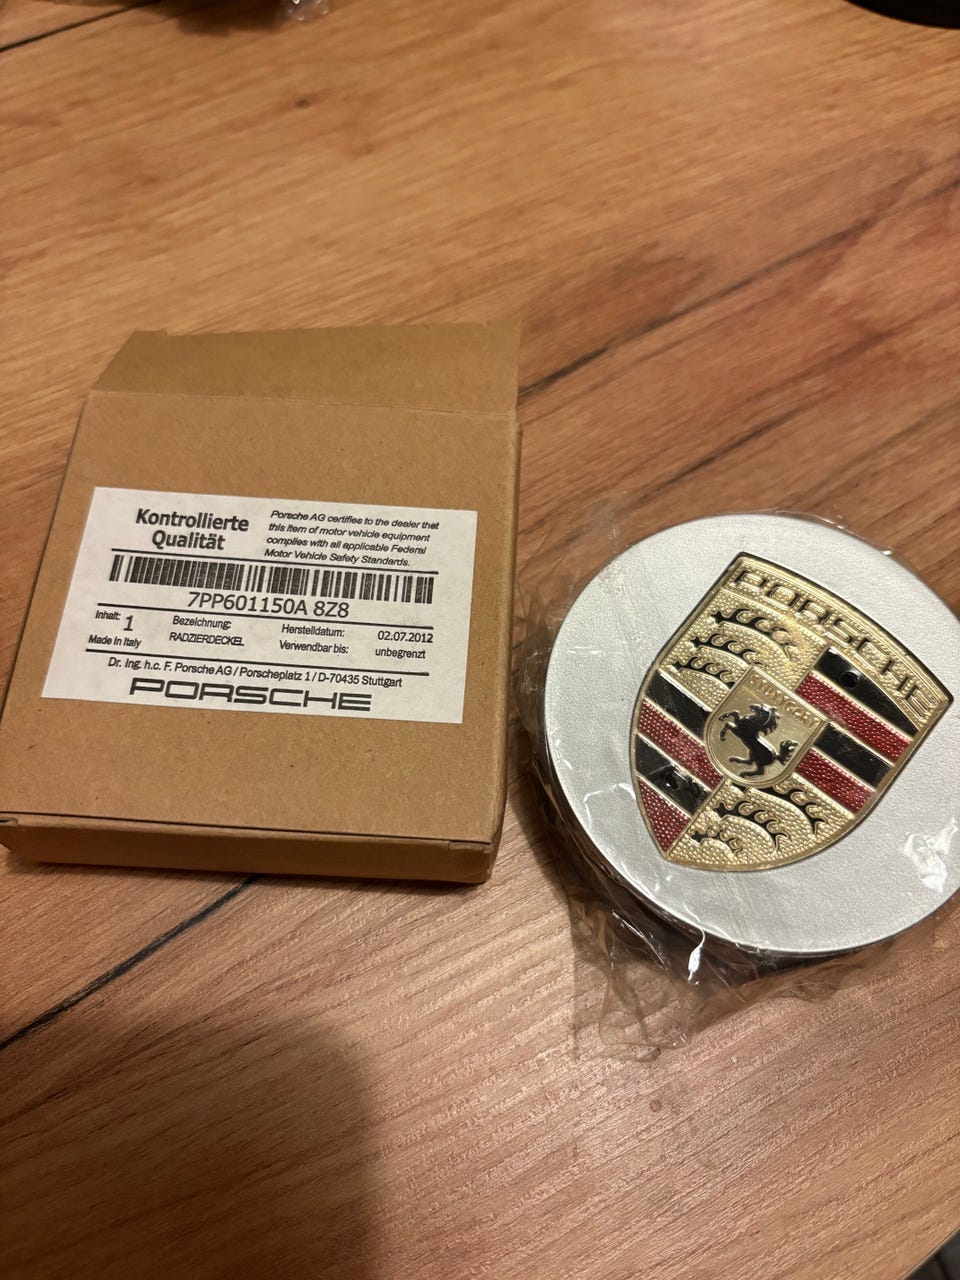 Kontrollierte
Qualität
Porsche AG certifies to the dealer that
this item of motor vehicle equipment
complies with all applicable Federal
Motor Vehicle Safety Standards.
7PP601150A 8Z8
Inhalt: 1
Made in Italy
Bezeichnung:
RADZIERDECKEL
Herstelldatum: 02.07.2012
Verwendbar bis: unbegrenzt
Dr. Ing. h.c. F. Porsche AG / Porscheplatz 1 / D-70435 Stuttgart
PORSCHE
PORSCHE